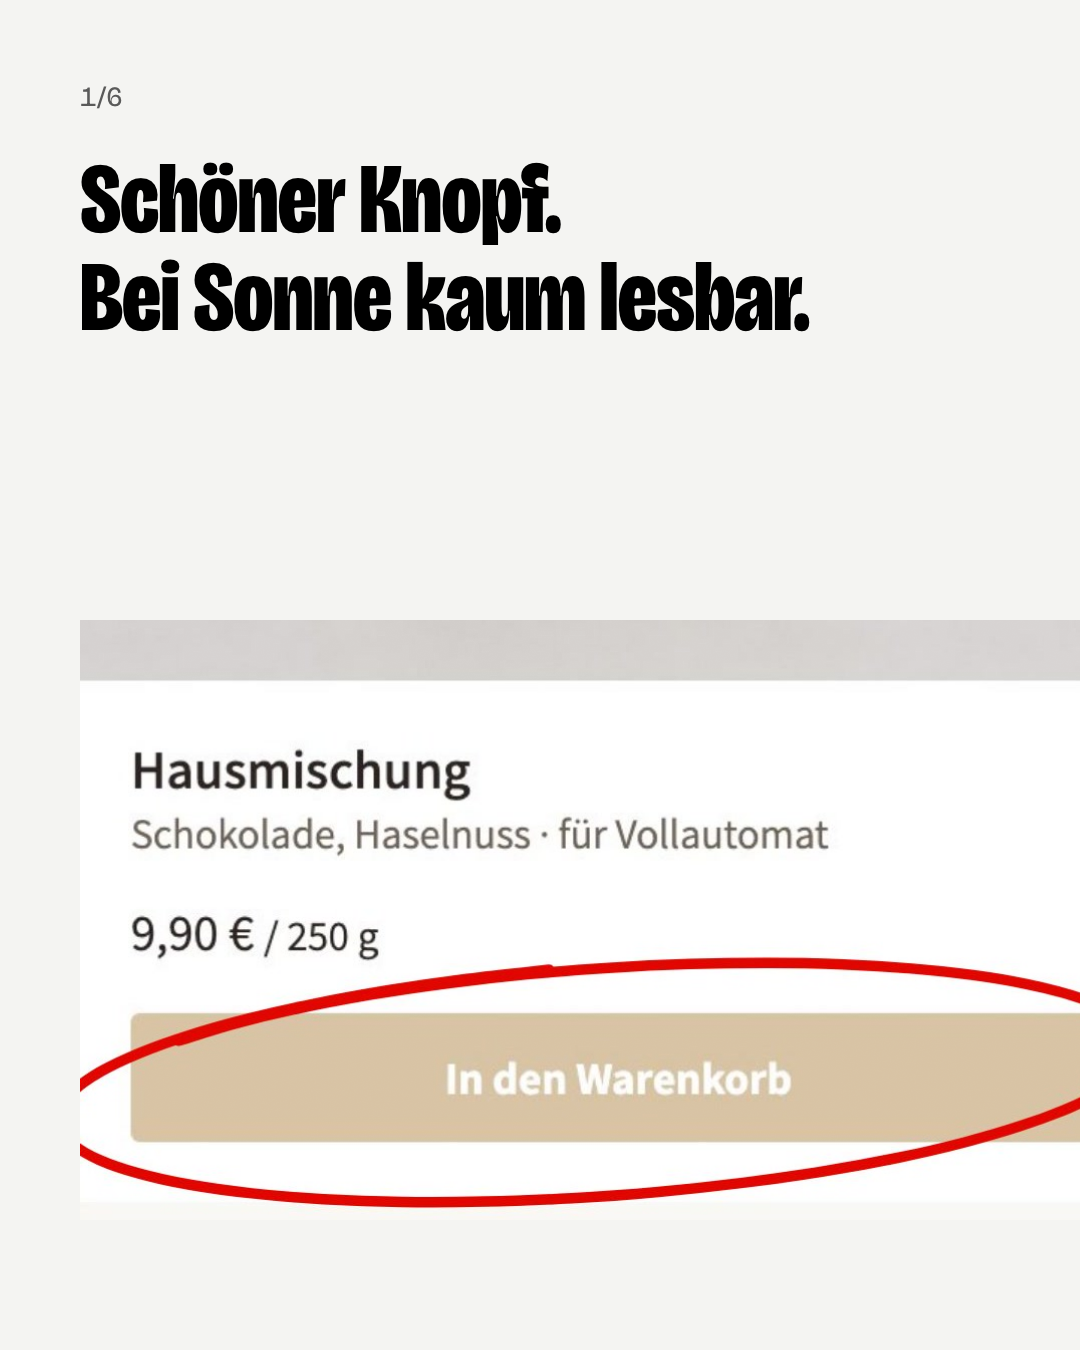 1/6
Schöner Knopf.
Bei Sonne kaum lesbar.
Hausmischung
Schokolade, Haselnuss · für Vollautomat
9,90 € / 250 g
In den Warenkorb